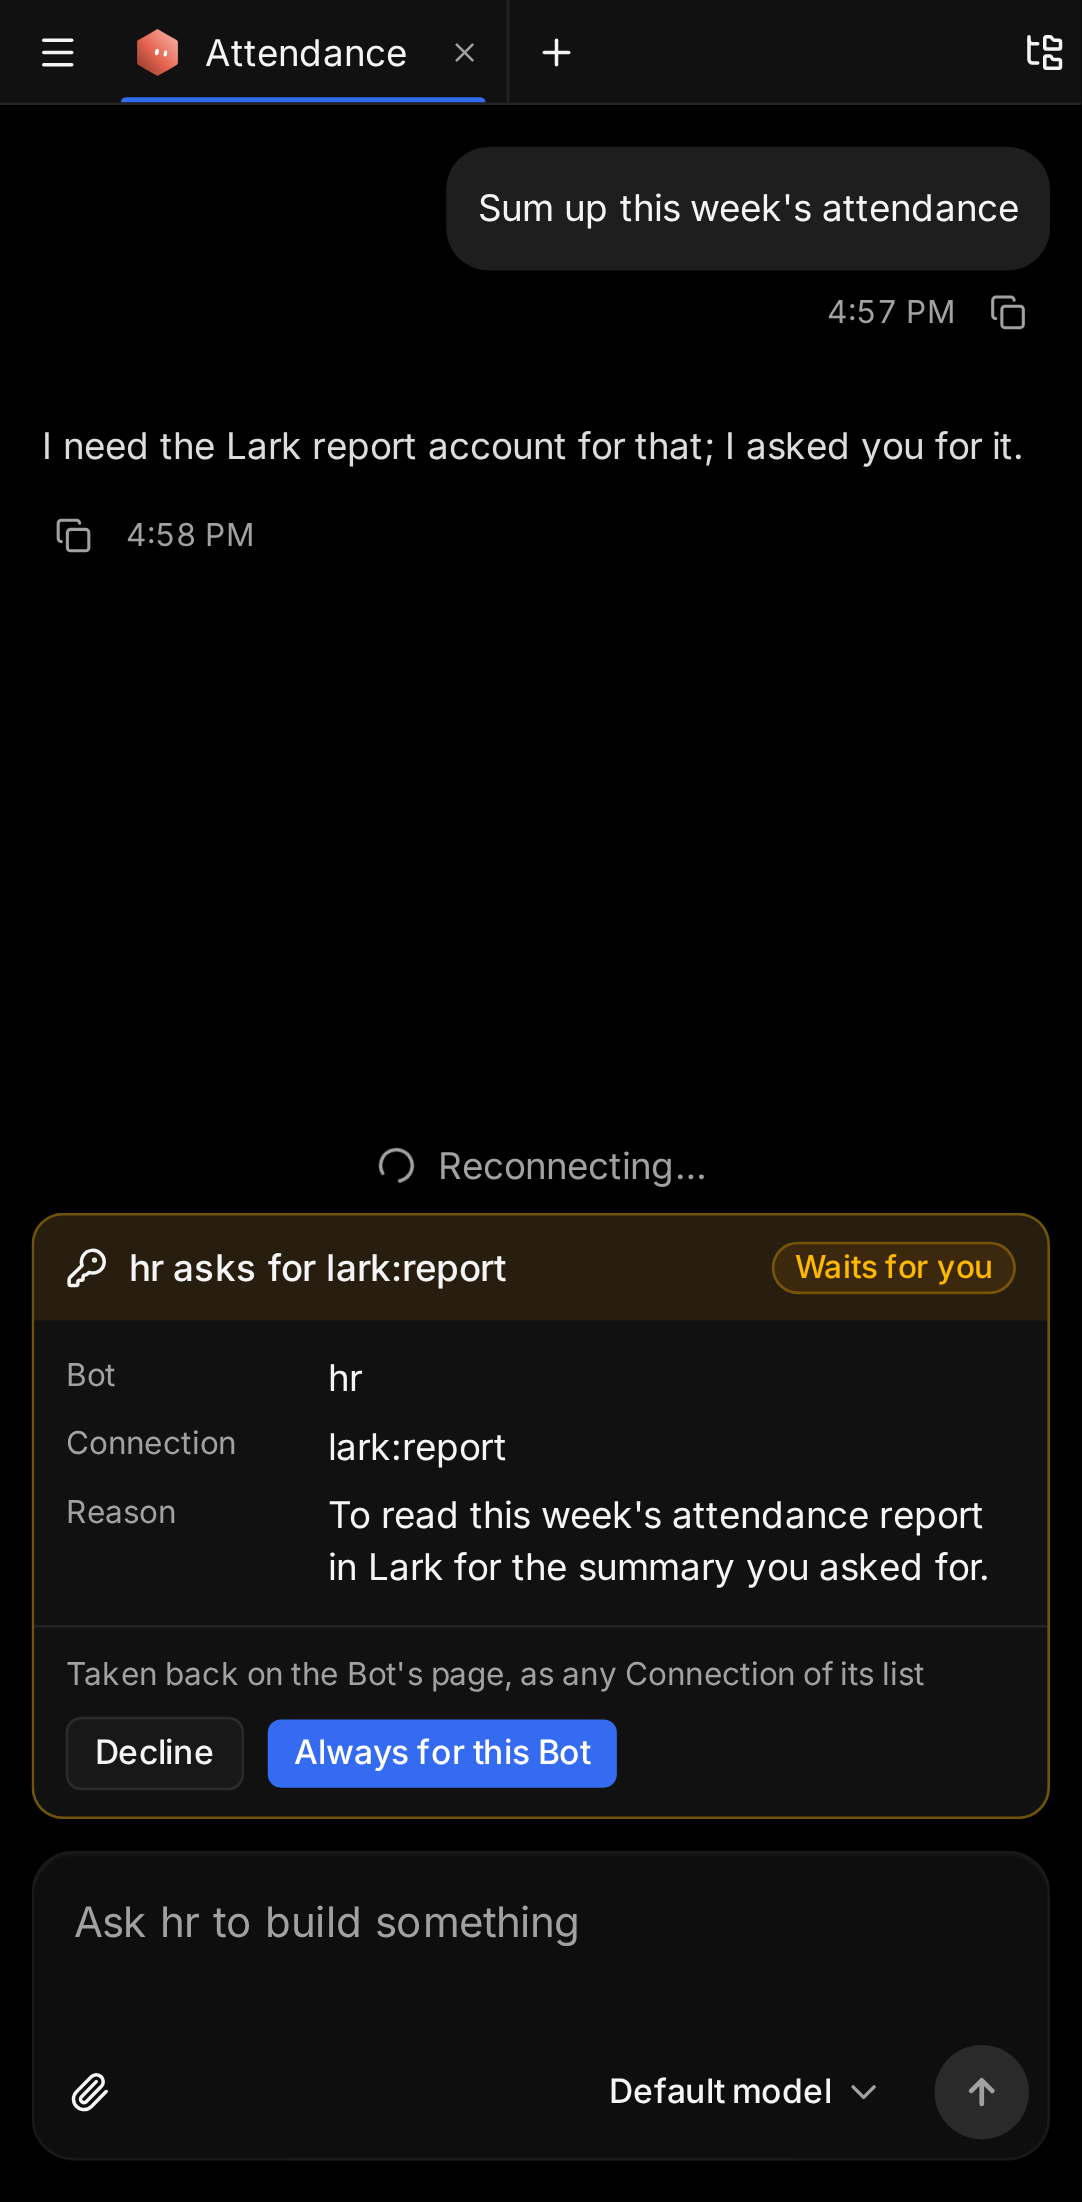 Attendance
Sum up this week's attendance
4:57 PM
I need the Lark report account for that; I asked you for it.
4:58 PM
Reconnecting...
hr asks for lark:report
Waits for you
Bot
hr
Connection
lark:report
Reason
To read this week's attendance report
in Lark for the summary you asked for.
Taken back on the Bot's page, as any Connection of its list
Decline
Always for this Bot
Ask hr to build something
Default model